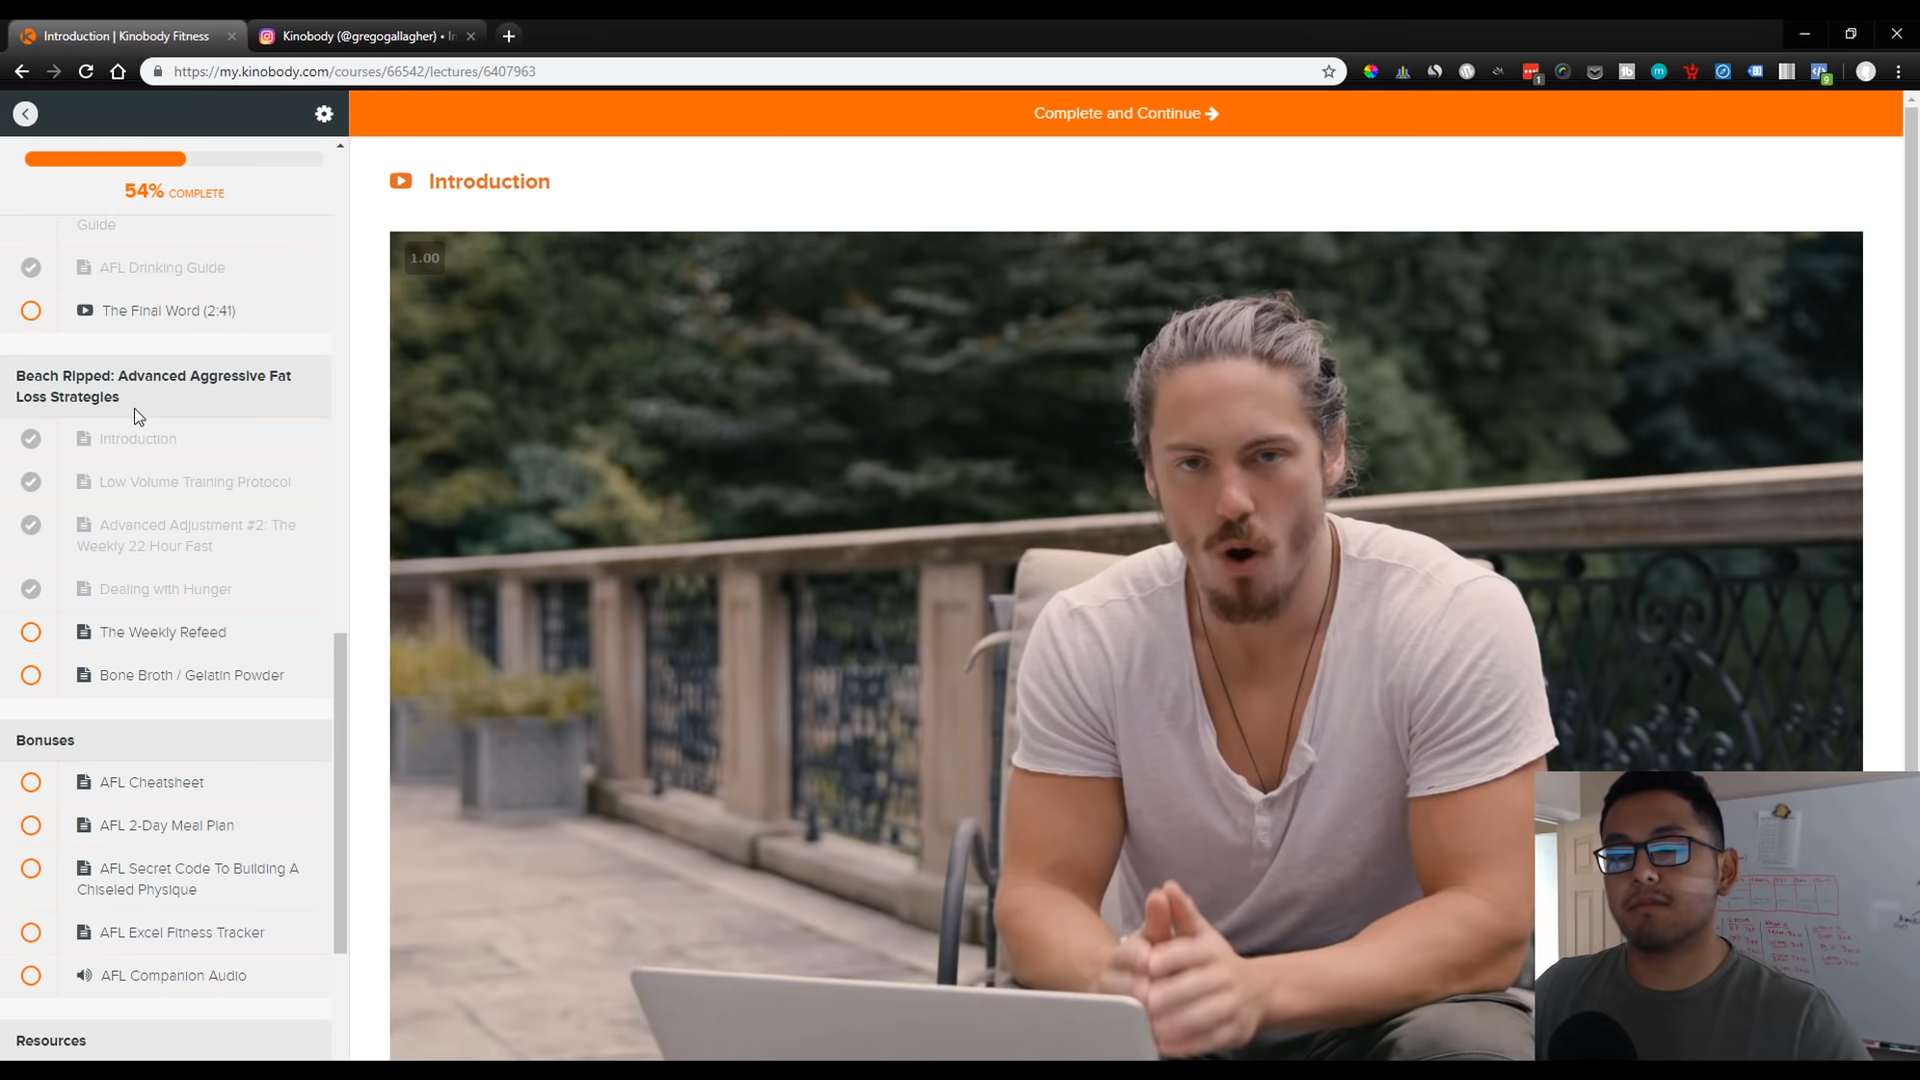 Introduction | Kinobody Fitness
Kinobody (@gregogallagher) • In
https://my.kinobody.com/courses/66542/lectures/6407963
1
9
Complete and Continue
54% COMPLETE
Guide
AFL Drinking Guide
The Final Word (2:41)
Beach Ripped: Advanced Aggressive Fat
Loss Strategies
Introduction
Low Volume Training Protocol
Advanced Adjustment #2: The
Weekly 22 Hour Fast
Dealing with Hunger
The Weekly Refeed
Bone Broth / Gelatin Powder
Bonuses
AFL Cheatsheet
AFL 2-Day Meal Plan
AFL Secret Code To Building A
Chiseled Physique
AFL Excel Fitness Tracker
AFL Companion Audio
Resources
Introduction
1.00